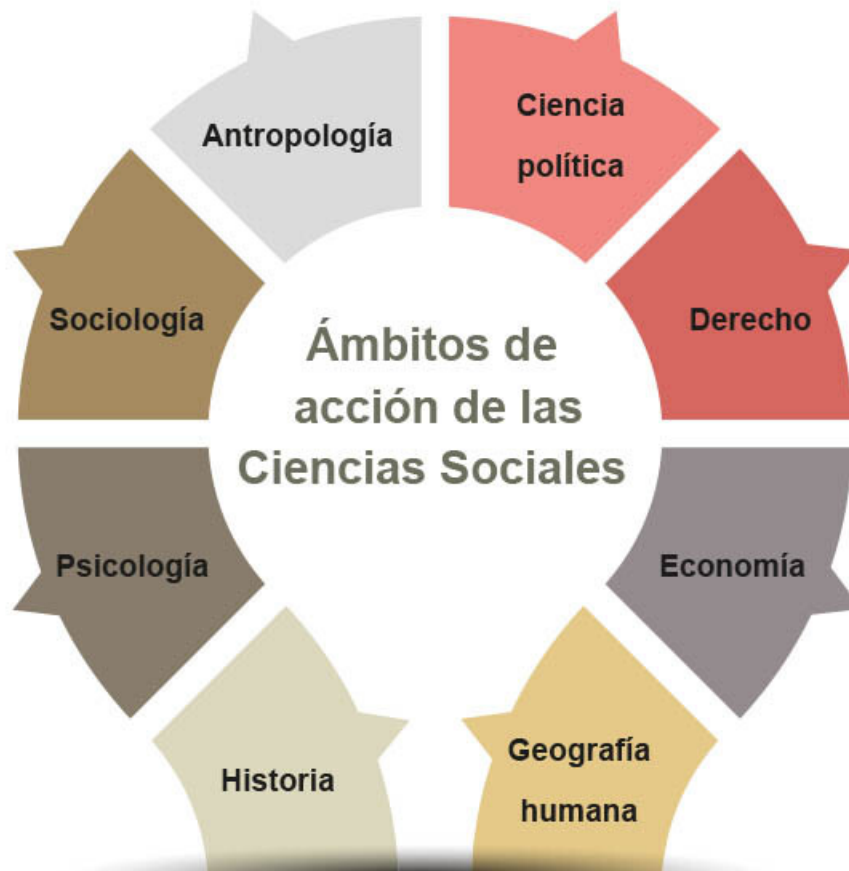 Ámbitos de
acción de las
Ciencias Sociales
Antropología
Ciencia
política
Derecho
Economía
Geografía
humana
Historia
Psicología
Sociología